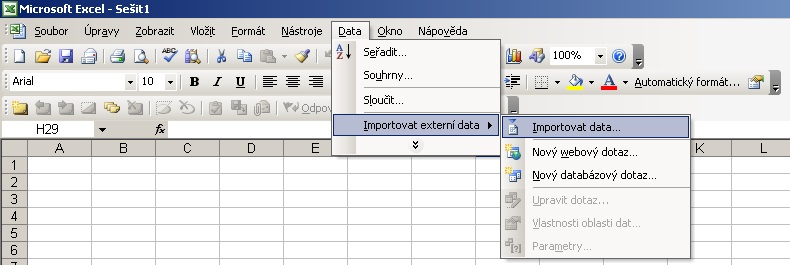 Microsoft Excel - Sešit1
Soubor Úpravy Zobrazit Vložit Formát Nástroje Data Okno Nápověda
Seřadit...
100%
Souhrny...
Arial 10 B I U Automatický formát...
Sloučit...
Odpov
Importovat externí data
H29 fx
Importovat data...
A B C D E K L
Nový webový dotaz...
1
Nový databázový dotaz...
2
3
Upravit dotaz...
4
Vlastnosti oblasti dat...
5
Parametry...
6